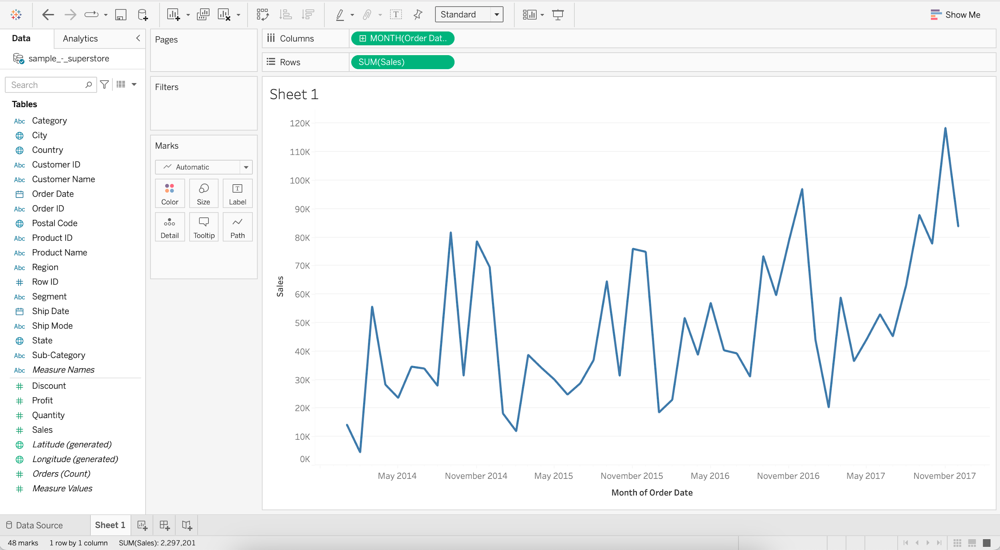 Standard
Show Me
Data
Analytics
sample_-_superstore
Search
Tables
Abc Category
City
Country
Abc Customer ID
Abc Customer Name
Order Date
Abc Order ID
Postal Code
Abc Product ID
Abc Product Name
Abc Region
Row ID
Abc Segment
Ship Date
Abc Ship Mode
State
Abc Sub-Category
Abc Measure Names
Discount
Profit
Quantity
Sales
Latitude (generated)
Longitude (generated)
Orders (Count)
Measure Values
Pages
Filters
Marks
Automatic
Color Size Label
Detail Tooltip Path
Columns MONTH(Order Dat..
Rows SUM(Sales)
Sheet 1
120K
110K
100K
90K
80K
70K
60K
50K
40K
30K
20K
10K
0K
Sales
May 2014 November 2014 May 2015 November 2015 May 2016 November 2016 May 2017 November 2017
Month of Order Date
Data Source Sheet 1
48 marks 1 row by 1 column SUM(Sales): 2,297,201